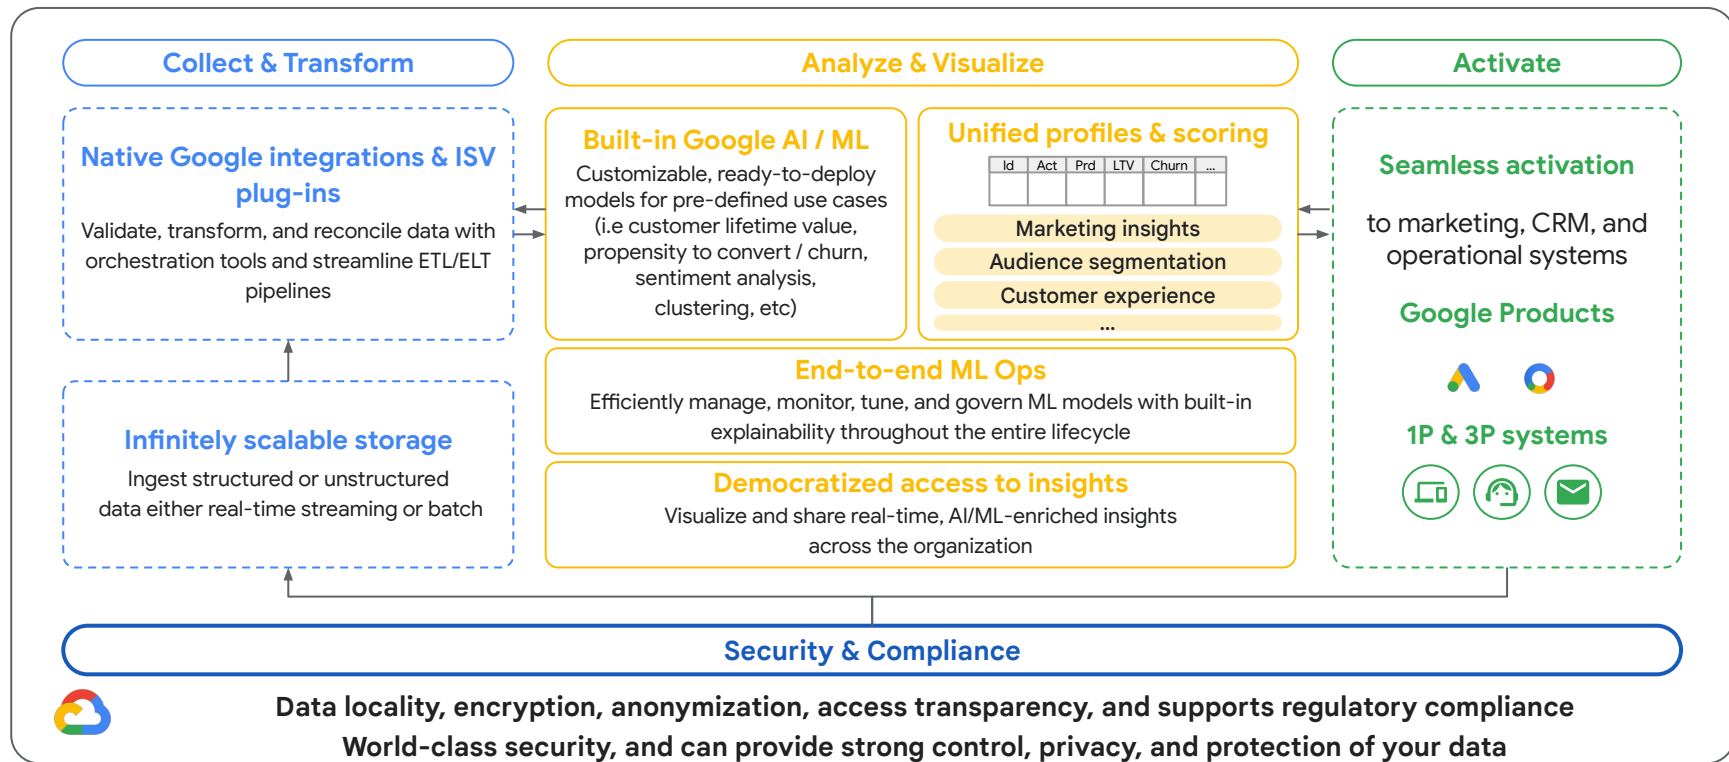 Collect & Transform
Native Google integrations & ISV
plug-ins
Validate, transform, and reconcile data with
orchestration tools and streamline ETL/ELT
pipelines
Infinitely scalable storage
Ingest structured or unstructured
data either real-time streaming or batch
Analyze & Visualize
Built-in Google AI / ML
Customizable, ready-to-deploy
models for pre-defined use cases
(i.e customer lifetime value,
propensity to convert / churn,
sentiment analysis,
clustering, etc)
Unified profiles & scoring
Id Act Prd LTV Churn ...
Marketing insights
Audience segmentation
Customer experience
...
End-to-end ML Ops
Efficiently manage, monitor, tune, and govern ML models with built-in
explainability throughout the entire lifecycle
Democratized access to insights
Visualize and share real-time, AI/ML-enriched insights
across the organization
Activate
Seamless activation
to marketing, CRM, and
operational systems
Google Products
1P & 3P systems
Security & Compliance
Data locality, encryption, anonymization, access transparency, and supports regulatory compliance
World-class security, and can provide strong control, privacy, and protection of your data